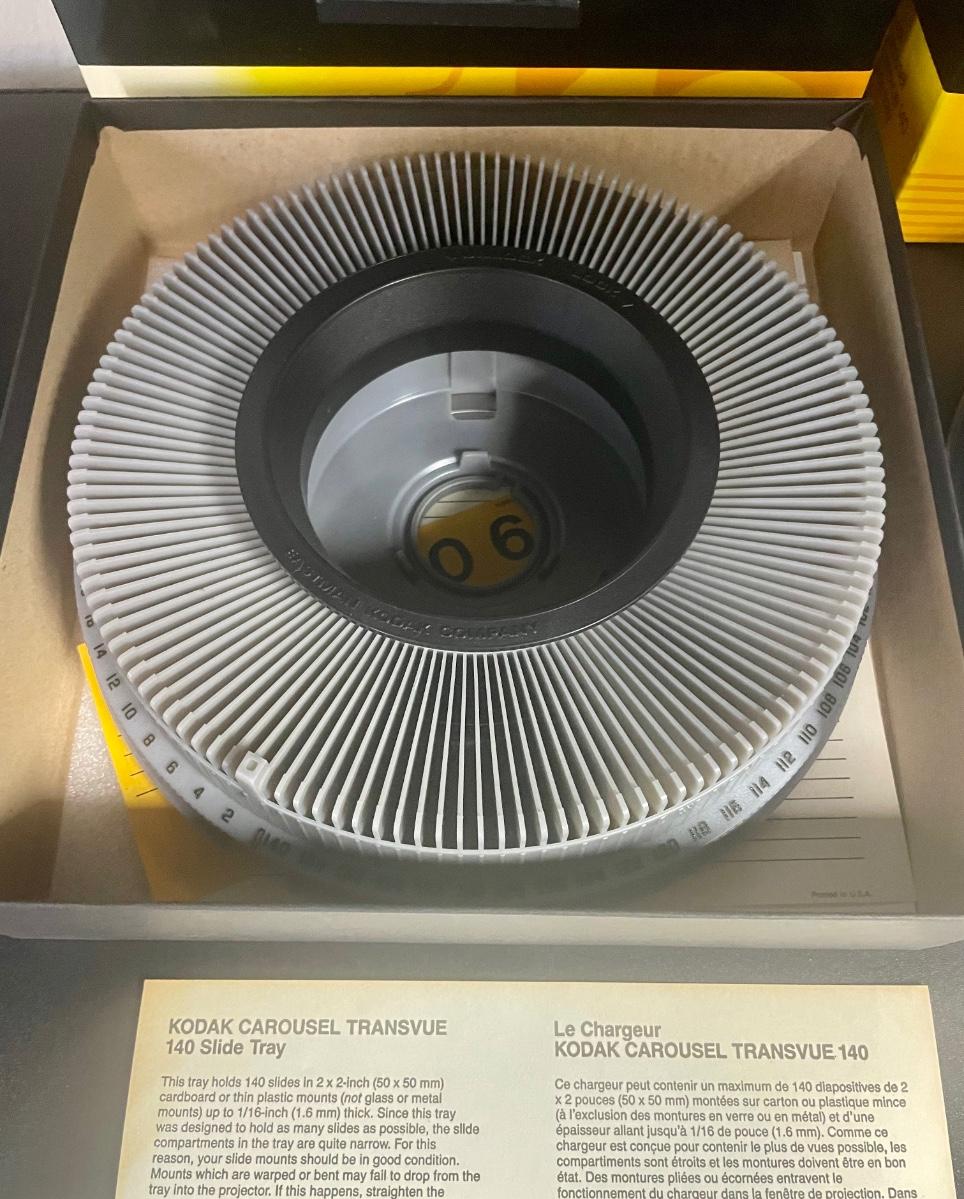 EASTMAN KODAK COMPANY
06
14
12
10
8
6
4
2
140
118
116
114
112
110
108
106
104
Printed in U.S.A.
KODAK CAROUSEL TRANSVUE
140 Slide Tray
This tray holds 140 slides in 2 x 2-inch (50 x 50 mm)
cardboard or thin plastic mounts (not glass or metal
mounts) up to 1/16-inch (1.6 mm) thick. Since this tray
was designed to hold as many slides as possible, the slide
compartments in the tray are quite narrow. For this
reason, your slide mounts should be in good condition.
Mounts which are warped or bent may fail to drop from the
tray into the projector. If this happens, straighten the
Le Chargeur
KODAK CAROUSEL TRANSVUE 140
Ce chargeur peut contenir un maximum de 140 diapositives de 2
x 2 pouces (50 x 50 mm) montées sur carton ou plastique mince
(à l'exclusion des montures en verre ou en métal) et d'une
épaisseur allant jusqu'à 1/16 de pouce (1.6 mm). Comme ce
chargeur est conçue pour contenir le plus de vues possible, les
compartiments sont étroits et les montures doivent être en bon
état. Des montures pliées ou écornées entravent le
fonctionnement du chargeur dans la fenêtre de projection. Dans